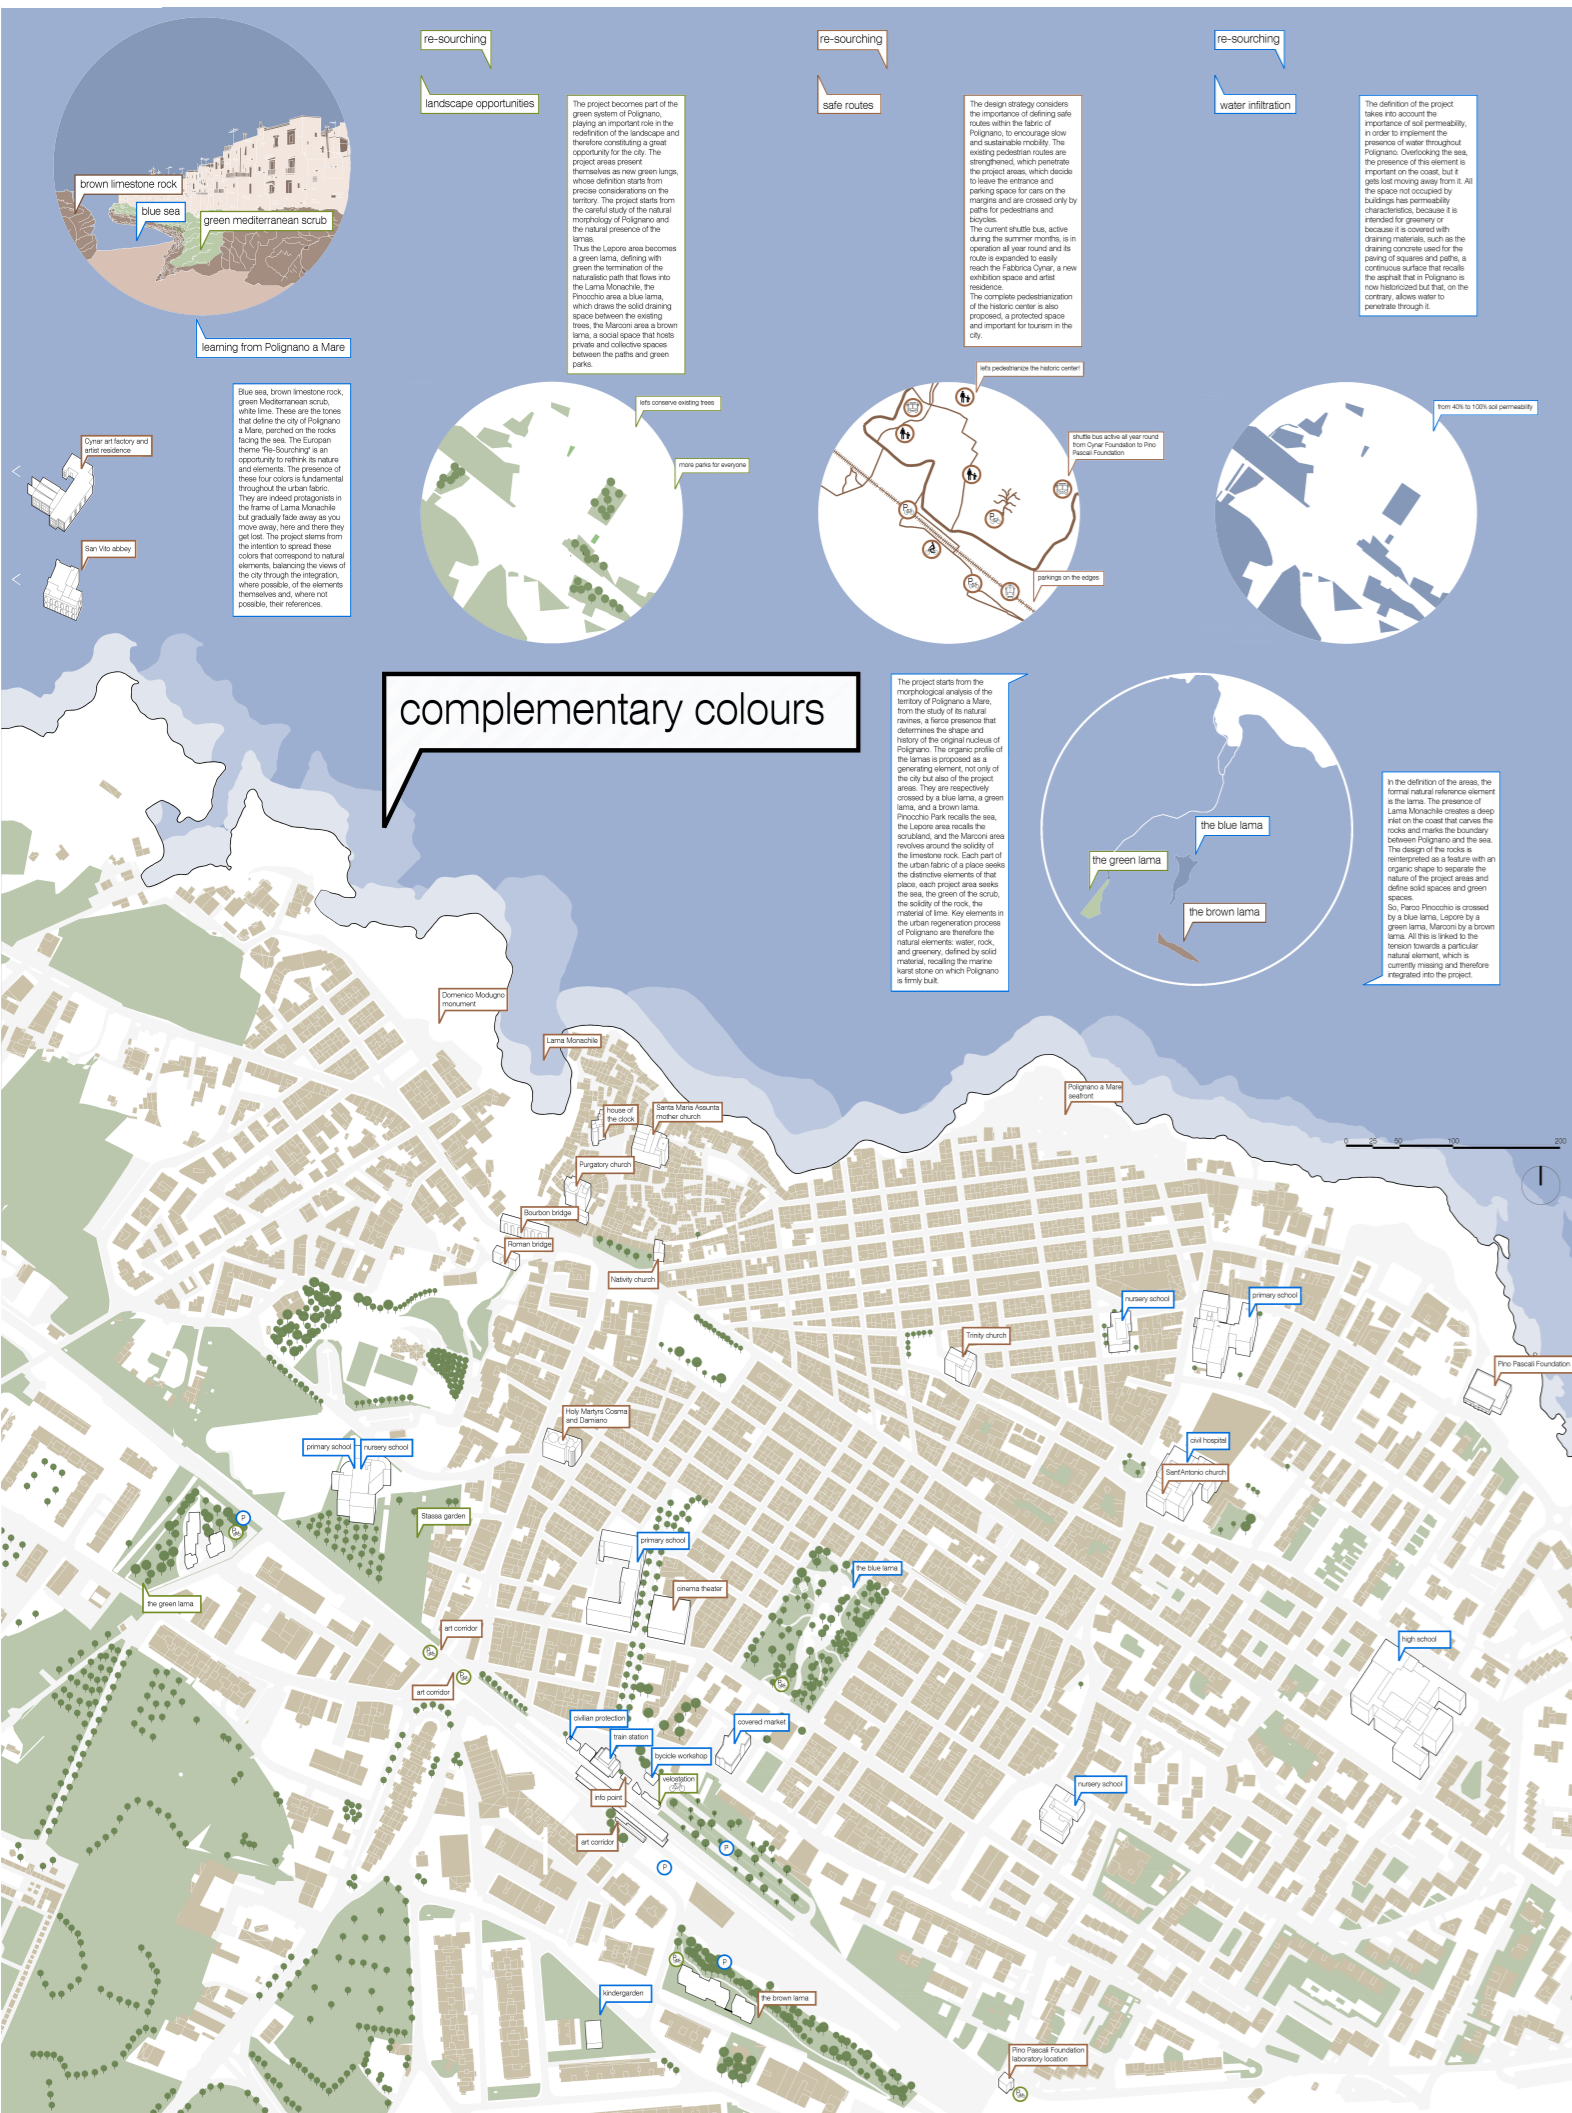 re-sourching
landscape opportunities
The project becomes part of the
green system of Polignano,
playing an important role in the
redefinition of the landscape and
therefore constituting a great
opportunity for the city. The
project areas present
themselves as new green lungs,
whose definition starts from
precise considerations on the
territory. The project starts from
the careful study of the natural
morphology of Polignano and
the natural presence of the
lamas.
Thus the Lepore area becomes
a green lama, defining with
green the termination of the
naturalistic path that flows into
the Lama Monachile, the
Pinocchio area a blue lama,
which draws the solid draining
space between the existing
trees, the Marconi area a brown
lama, a social space that hosts
private and collective spaces
between the paths and green
parks.
re-sourching
safe routes
The design strategy considers
the importance of defining safe
routes within the fabric of
Polignano, to encourage slow
and sustainable mobility. The
existing pedestrian routes are
strengthened, which penetrate
the project areas, which decide
to leave the entrance and
parking space for cars on the
margins and are crossed only by
paths for pedestrians and
bicycles.
The current shuttle bus, active
during the summer months, is in
operation all year round and its
route is expanded to easily
reach the Fabbrica Cynar, a new
exhibition space and artist
residence.
The complete pedestrianization
of the historic center is also
proposed, a protected space
and important for tourism in the
city.
re-sourching
water infiltration
The definition of the project
takes into account the
importance of soil permeability,
in order to implement the
presence of water throughout
Polignano. Overlooking the sea,
the presence of this element is
important on the coast, but it
gets lost moving away from it. All
the space not occupied by
buildings has permeability
characteristics, because it is
intended for greenery or
because it is covered with
draining materials, such as the
draining concrete used for the
paving of squares and paths, a
continuous surface that recalls
the asphalt that in Polignano is
now historicized but that, on the
contrary, allows water to
penetrate through it.
brown limestone rock
blue sea
green mediterranean scrub
learning from Polignano a Mare
Blue sea, brown limestone rock,
green Mediterranean scrub,
white lime. These are the tones
that define the city of Polignano
a Mare, perched on the rocks
facing the sea. The Europan
theme "Re-Sourching" is an
opportunity to rethink its nature
and elements. The presence of
these four colors is fundamental
throughout the urban fabric.
They are indeed protagonists in
the frame of Lama Monachile
but gradually fade away as you
move away, here and there they
get lost. The project stems from
the intention to spread these
colors that correspond to natural
elements, balancing the views of
the city through the integration,
where possible, of the elements
themselves and, where not
possible, their references.
Cynar art factory and
artist residence
San Vito abbey
let's conserve existing trees
more parks for everyone
let's pedestrianize the historic center!
shuttle bus active all year round
from Cynar Foundation to Pino
Pascali Foundation
parkings on the edges
from 40% to 100% soil permeability
complementary colours
The project starts from the
morphological analysis of the
territory of Polignano a Mare,
from the study of its natural
ravines, a fierce presence that
determines the shape and
history of the original nucleus of
Polignano. The organic profile of
the lamas is proposed as a
generating element, not only of
the city but also of the project
areas. They are respectively
crossed by a blue lama, a green
lama, and a brown lama.
Pinocchio Park recalls the sea,
the Lepore area recalls the
scrubland, and the Marconi area
revolves around the solidity of
the limestone rock. Each part of
the urban fabric of a place seeks
the distinctive elements of that
place, each project area seeks
the sea, the green of the scrub,
the solidity of the rock, the
material of lime. Key elements in
the urban regeneration process
of Polignano are therefore the
natural elements: water, rock,
and greenery, defined by solid
material, recalling the marine
karst stone on which Polignano
is firmly built.
the blue lama
the green lama
the brown lama
In the definition of the areas, the
formal natural reference element
is the lama. The presence of
Lama Monachile creates a deep
inlet on the coast that carves the
rocks and marks the boundary
between Polignano and the sea.
The design of the rocks is
reinterpreted as a feature with an
organic shape to separate the
nature of the project areas and
define solid spaces and green
spaces.
So, Parco Pinocchio is crossed
by a blue lama, Lepore by a
green lama, Marconi by a brown
lama. All this is linked to the
tension towards a particular
natural element, which is
currently missing and therefore
integrated into the project.
Domenico Modugno
monument
Lama Monachile
Polignano a Mare
seafront
house of
the clock
Santa Maria Assunta
mother church
0 25 50 100 200
Purgatory church
Bourbon bridge
Roman bridge
Nativity church
nursery school
primary school
Trinity church
Pino Pascali Foundation
Holy Martyrs Cosma
and Damiano
primary school
nursery school
civil hospital
Sant'Antonio church
Stassa garden
P
P
primary school
the blue lama
cinema theater
the green lama
art corridor
P
high school
art corridor
P
P
civilian protection
covered market
train station
bycicle workshop
velostation
nursery school
info point
art corridor
P
P
P
P
kindergarden
the brown lama
Pino Pascali Foundation
laboratory location
P